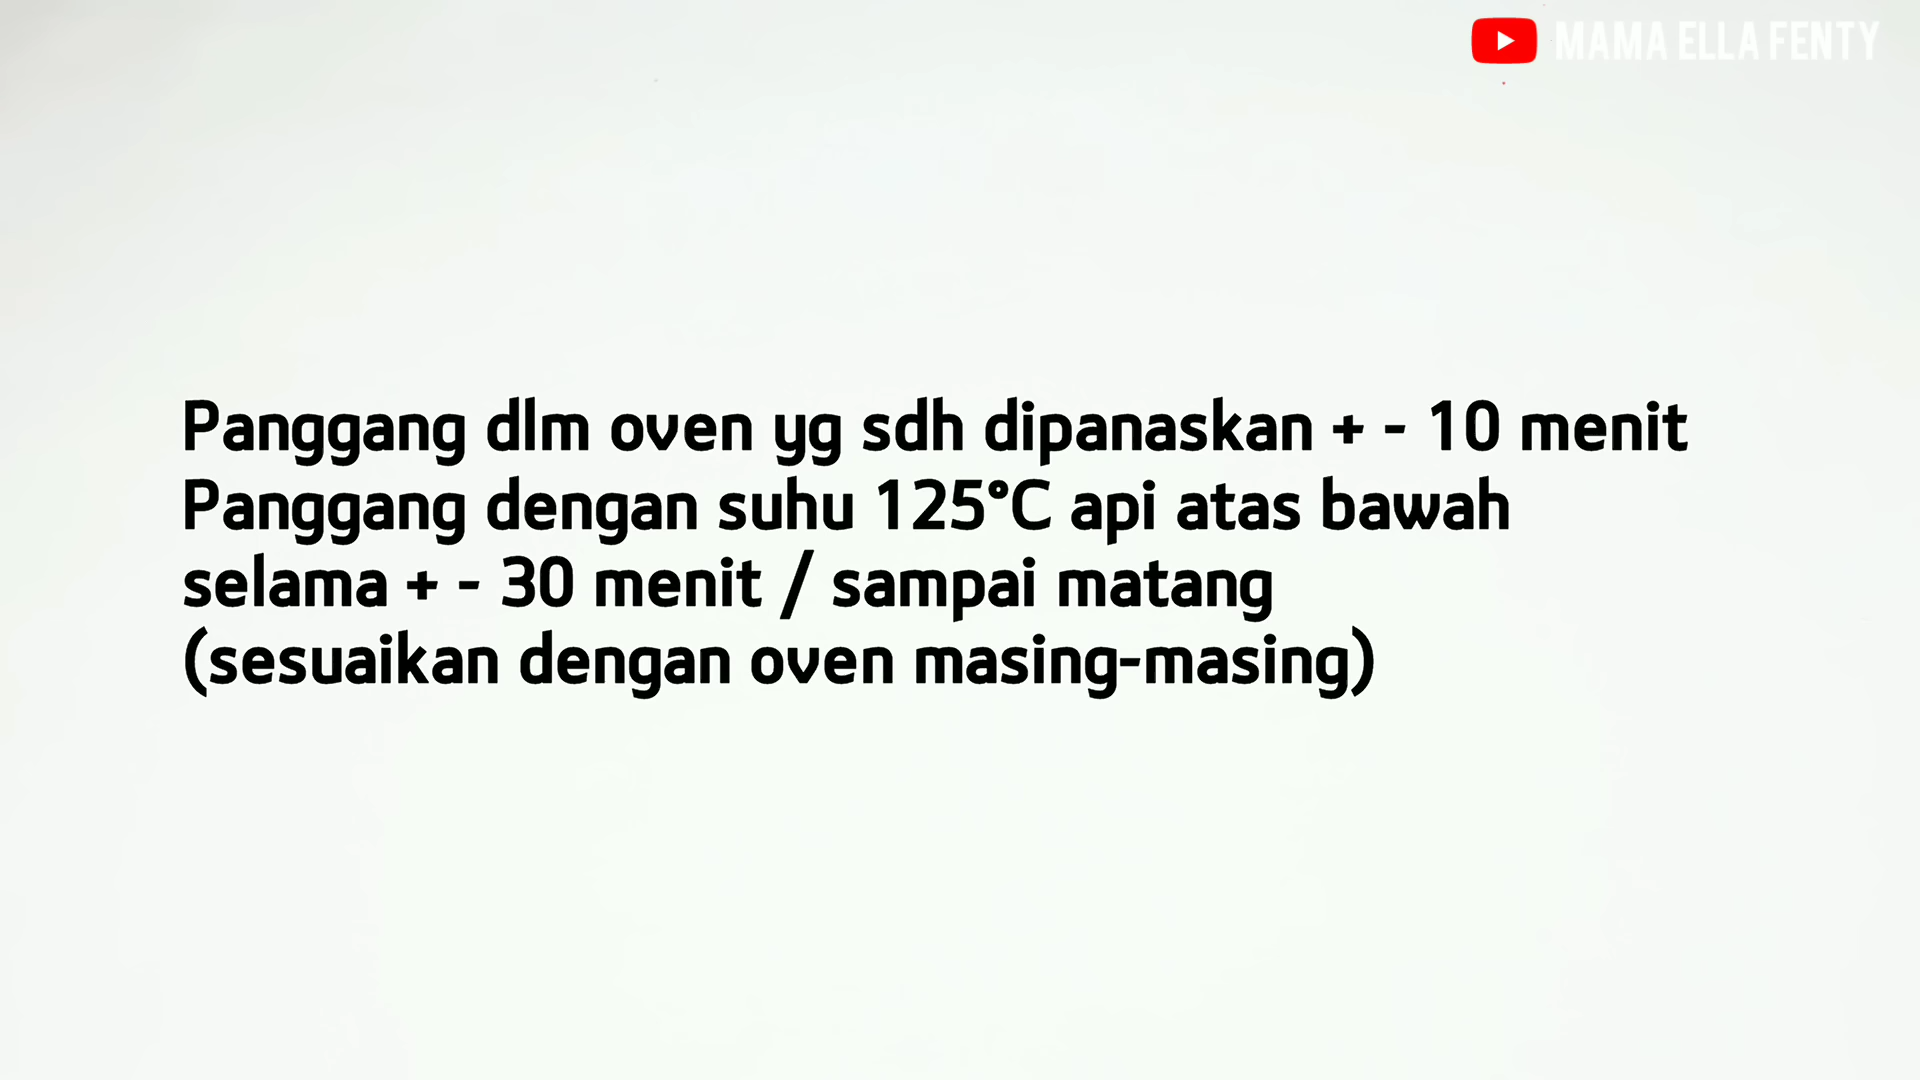 MAMA ELLA FENTY
Panggang dlm oven yg sdh dipanaskan + - 10 menit
Panggang dengan suhu 125°C api atas bawah
selama + - 30 menit / sampai matang
(sesuaikan dengan oven masing-masing)